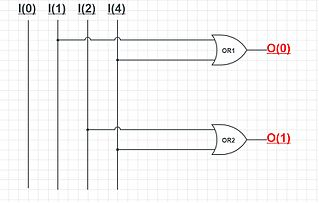 I(0) I(1) I(2) I(4)
OR1 O(0)
OR2 O(1)